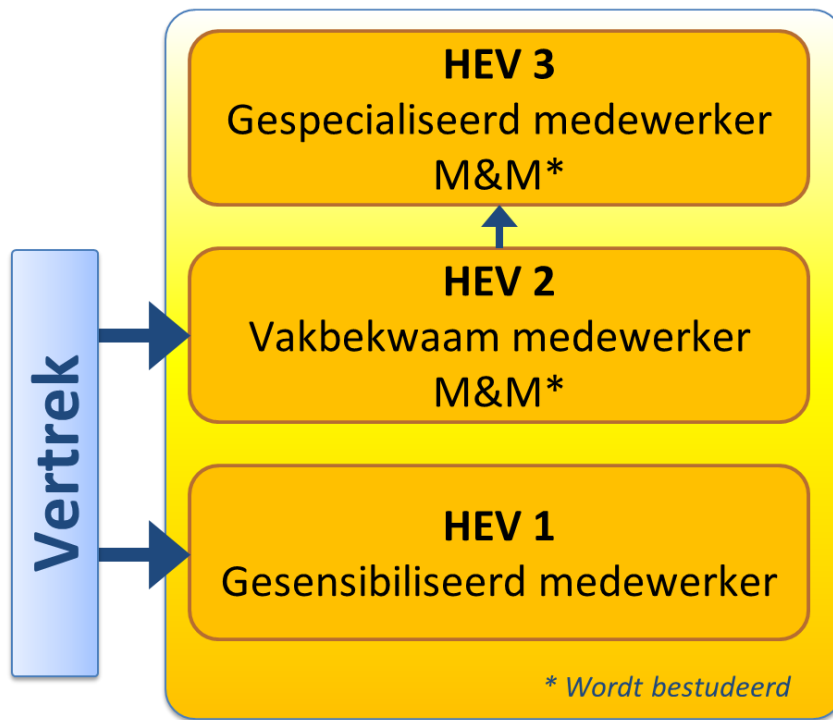 HEV 3
Gespecialiseerd medewerker
M&M*
HEV 2
Vakbekwaam medewerker
M&M*
Vertrek
HEV 1
Gesensibiliseerd medewerker
* Wordt bestudeerd